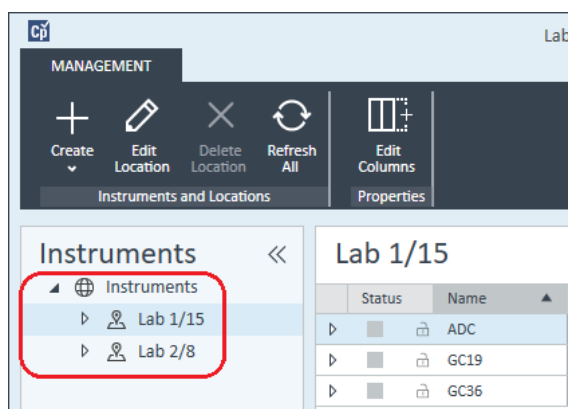 Cp
Lab
MANAGEMENT
Create Edit Location Delete Location Refresh All Edit Columns
Instruments and Locations Properties
Instruments
Instruments
Lab 1/15
Lab 2/8
Lab 1/15
Status Name
ADC
GC19
GC36